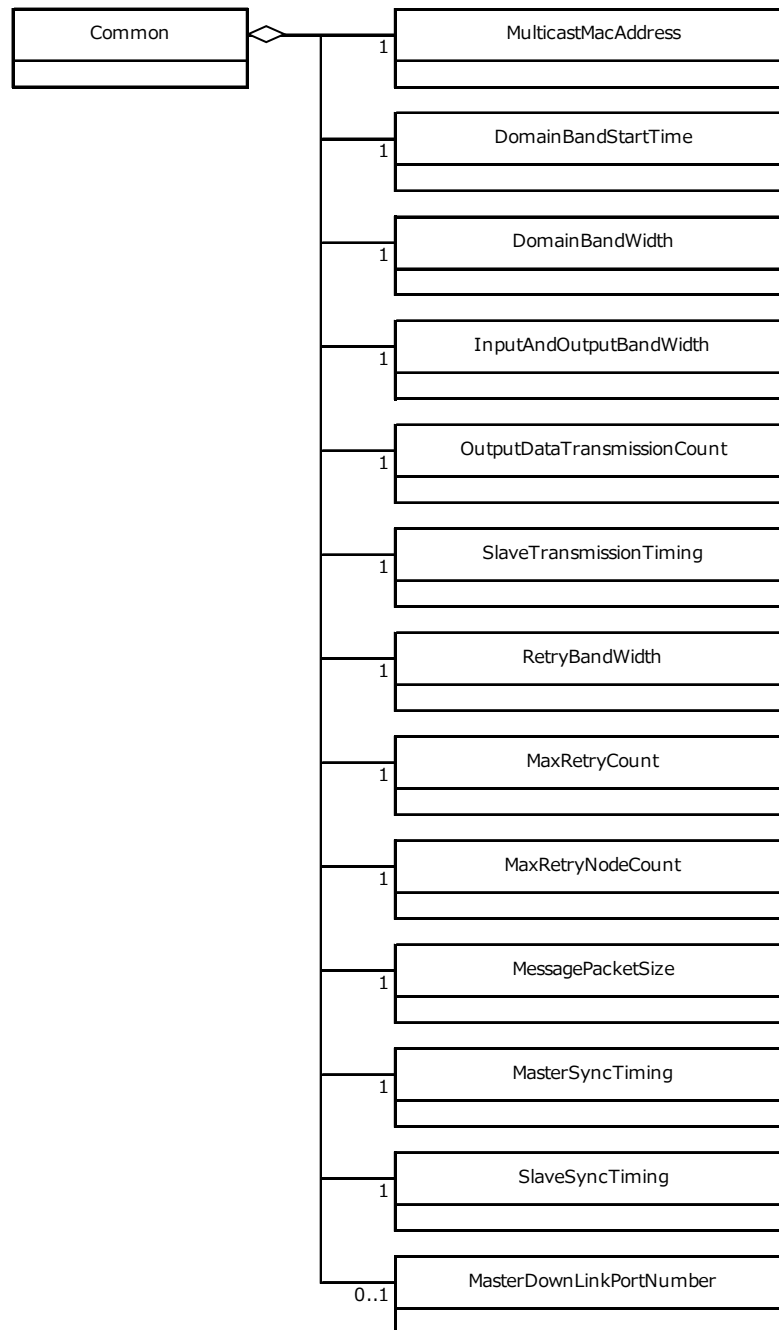 Common
MulticastMacAddress
1
DomainBandStartTime
1
DomainBandWidth
1
InputAndOutputBandWidth
1
OutputDataTransmissionCount
1
SlaveTransmissionTiming
1
RetryBandWidth
1
MaxRetryCount
1
MaxRetryNodeCount
1
MessagePacketSize
1
MasterSyncTiming
1
SlaveSyncTiming
1
MasterDownLinkPortNumber
0..1